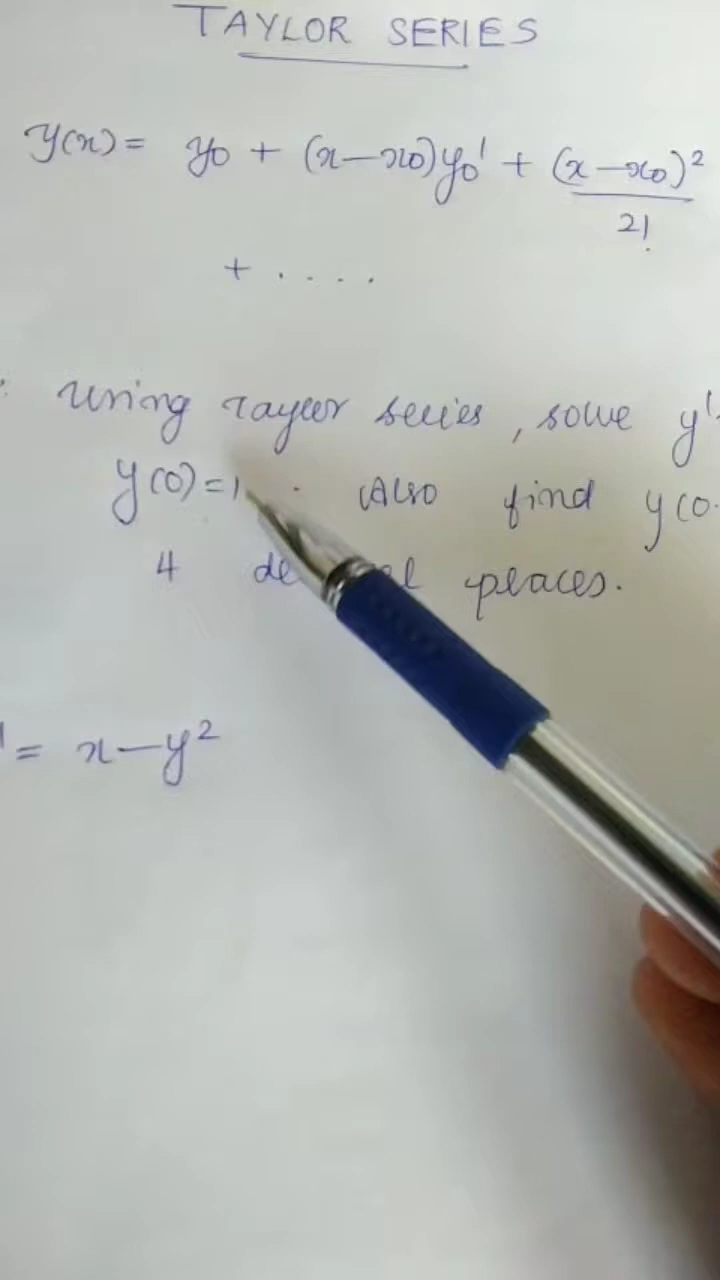 TAYLOR SERIES
y(x) = y₀ + (x-x₀)y₀' + (x-x₀)²/2!
+ ....
Using Taylor series, solve y'
y(0)=1. Also find y(0.
4 places.
' = x-y²